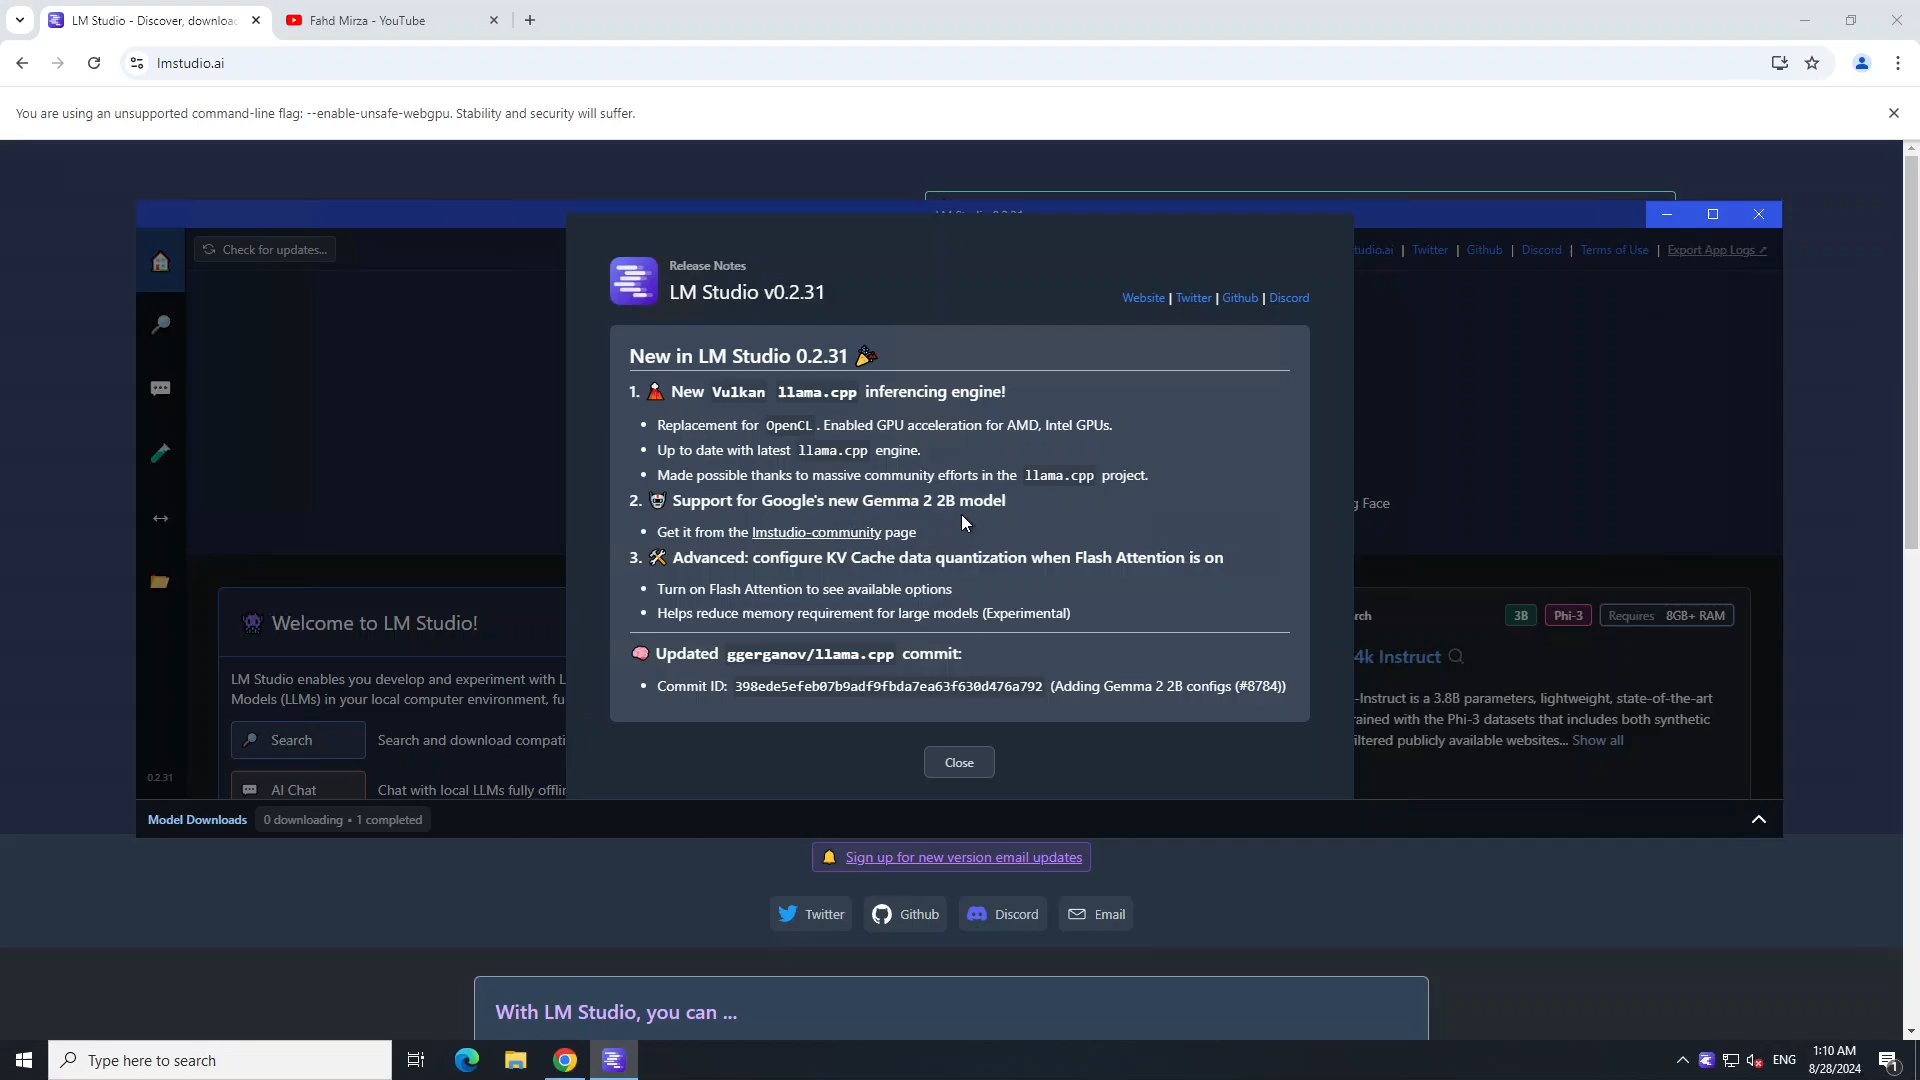 LM Studio - Discover, download
Fahd Mirza - YouTube
lmstudio.ai
You are using an unsupported command-line flag: --enable-unsafe-webgpu. Stability and security will suffer.
Check for updates...
tudio.ai | Twitter | Github | Discord | Terms of Use | Export App Logs ↗
Release Notes
LM Studio v0.2.31
Website | Twitter | Github | Discord
New in LM Studio 0.2.31 🎉
1. 🌋 New Vulkan llama.cpp inferencing engine!
• Replacement for OpenCL. Enabled GPU acceleration for AMD, Intel GPUs.
• Up to date with latest llama.cpp engine.
• Made possible thanks to massive community efforts in the llama.cpp project.
2. Support for Google's new Gemma 2 2B model
• Get it from the lmstudio-community page
3. 🛠 Advanced: configure KV Cache data quantization when Flash Attention is on
• Turn on Flash Attention to see available options
• Helps reduce memory requirement for large models (Experimental)
🧠 Updated ggerganov/llama.cpp commit:
• Commit ID: 398ede5efeb07b9adf9fbda7ea63f630d476a792 (Adding Gemma 2 2B configs (#8784))
Close
g Face
Welcome to LM Studio!
LM Studio enables you develop and experiment with L
Models (LLMs) in your local computer environment, fu
Search
Search and download compati
AI Chat
Chat with local LLMs fully offlin
0.2.31
rch
3B
Phi-3
Requires 8GB+ RAM
4k Instruct
-Instruct is a 3.8B parameters, lightweight, state-of-the-art
rained with the Phi-3 datasets that includes both synthetic
filtered publicly available websites... Show all
Model Downloads
0 downloading • 1 completed
Sign up for new version email updates
Twitter
Github
Discord
Email
With LM Studio, you can ...
Type here to search
ENG
1:10 AM
8/28/2024
1